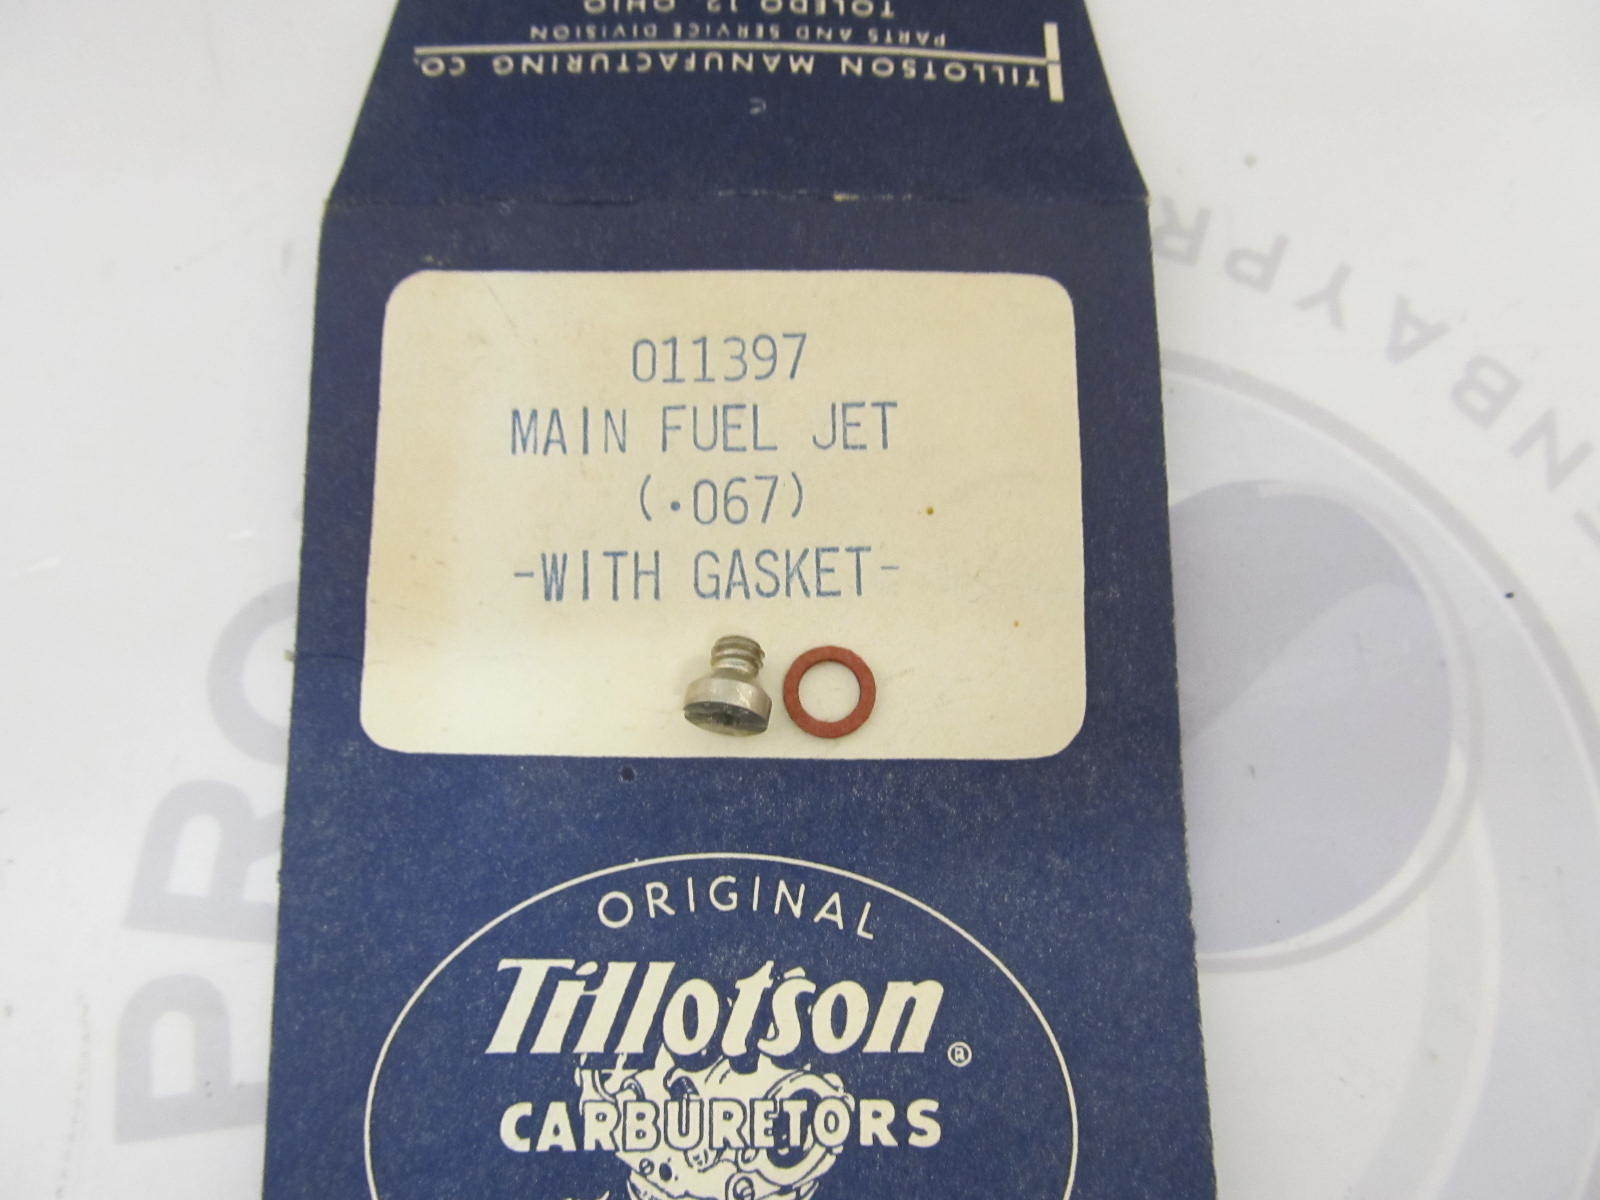 TOLEDO 12, OHIO
PARTS AND SERVICE DIVISION
TILLOTSON MANUFACTURING CO.
011397
MAIN FUEL JET
(.067)
-WITH GASKET-
ORIGINAL
Tillotson ®
CARBURETORS